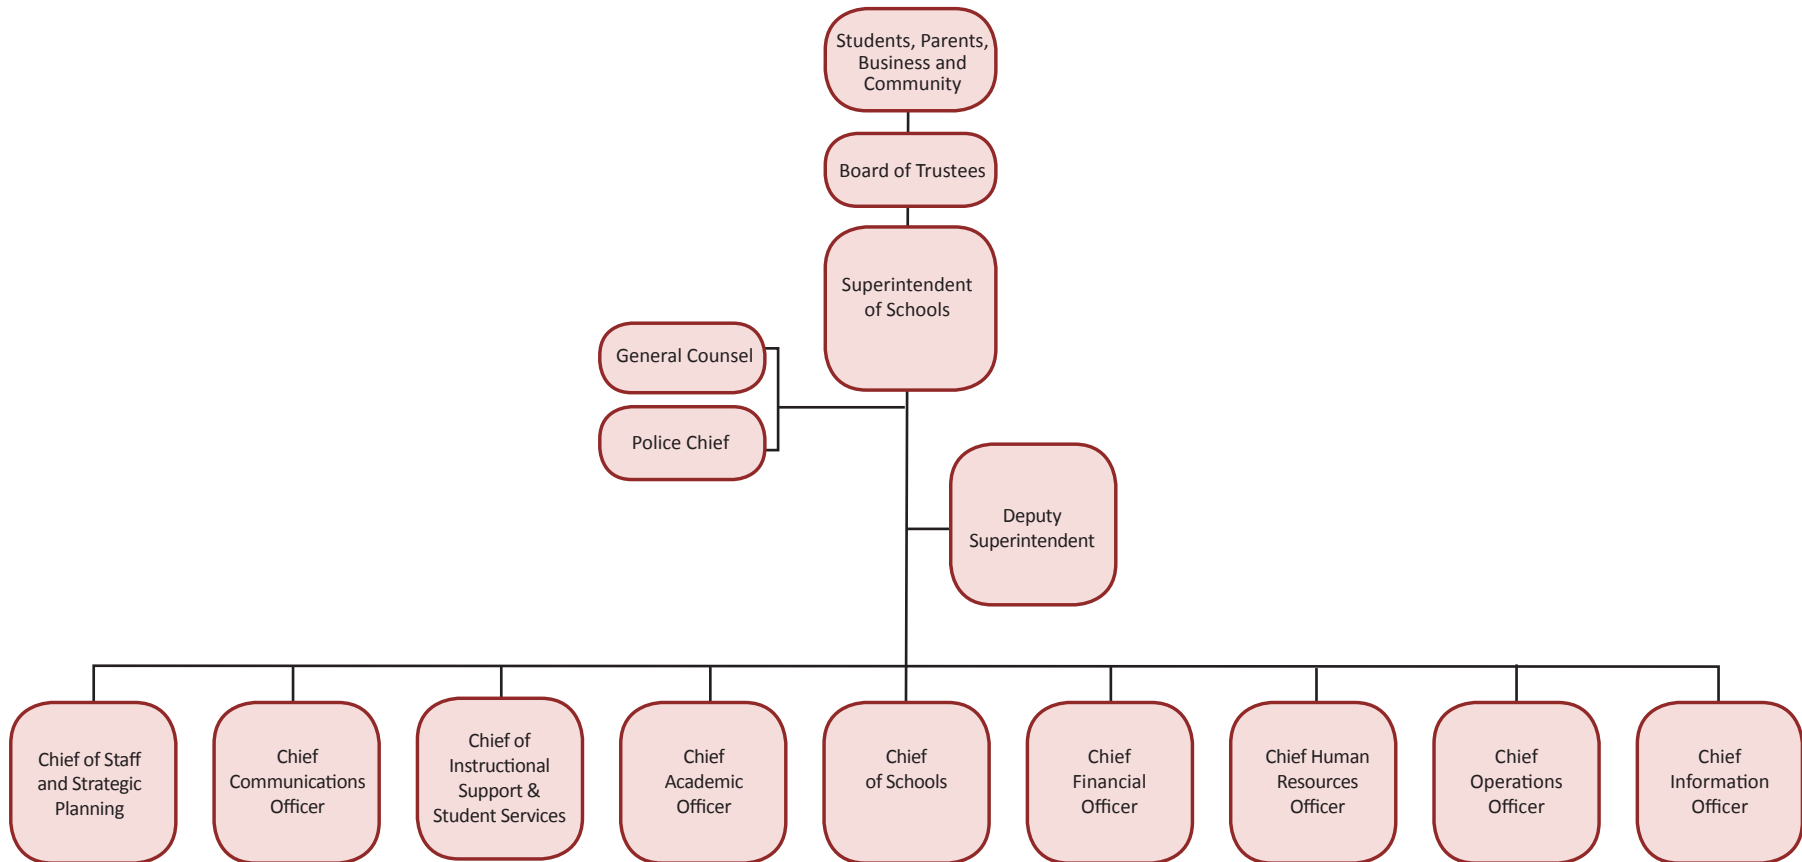 Students, Parents,
Business and
Community
Board of Trustees
Superintendent
of Schools
General Counsel
Police Chief
Deputy
Superintendent
Chief of Staff
and Strategic
Planning
Chief
Communications
Officer
Chief of
Instructional
Support &
Student Services
Chief
Academic
Officer
Chief
of Schools
Chief
Financial
Officer
Chief Human
Resources
Officer
Chief
Operations
Officer
Chief
Information
Officer